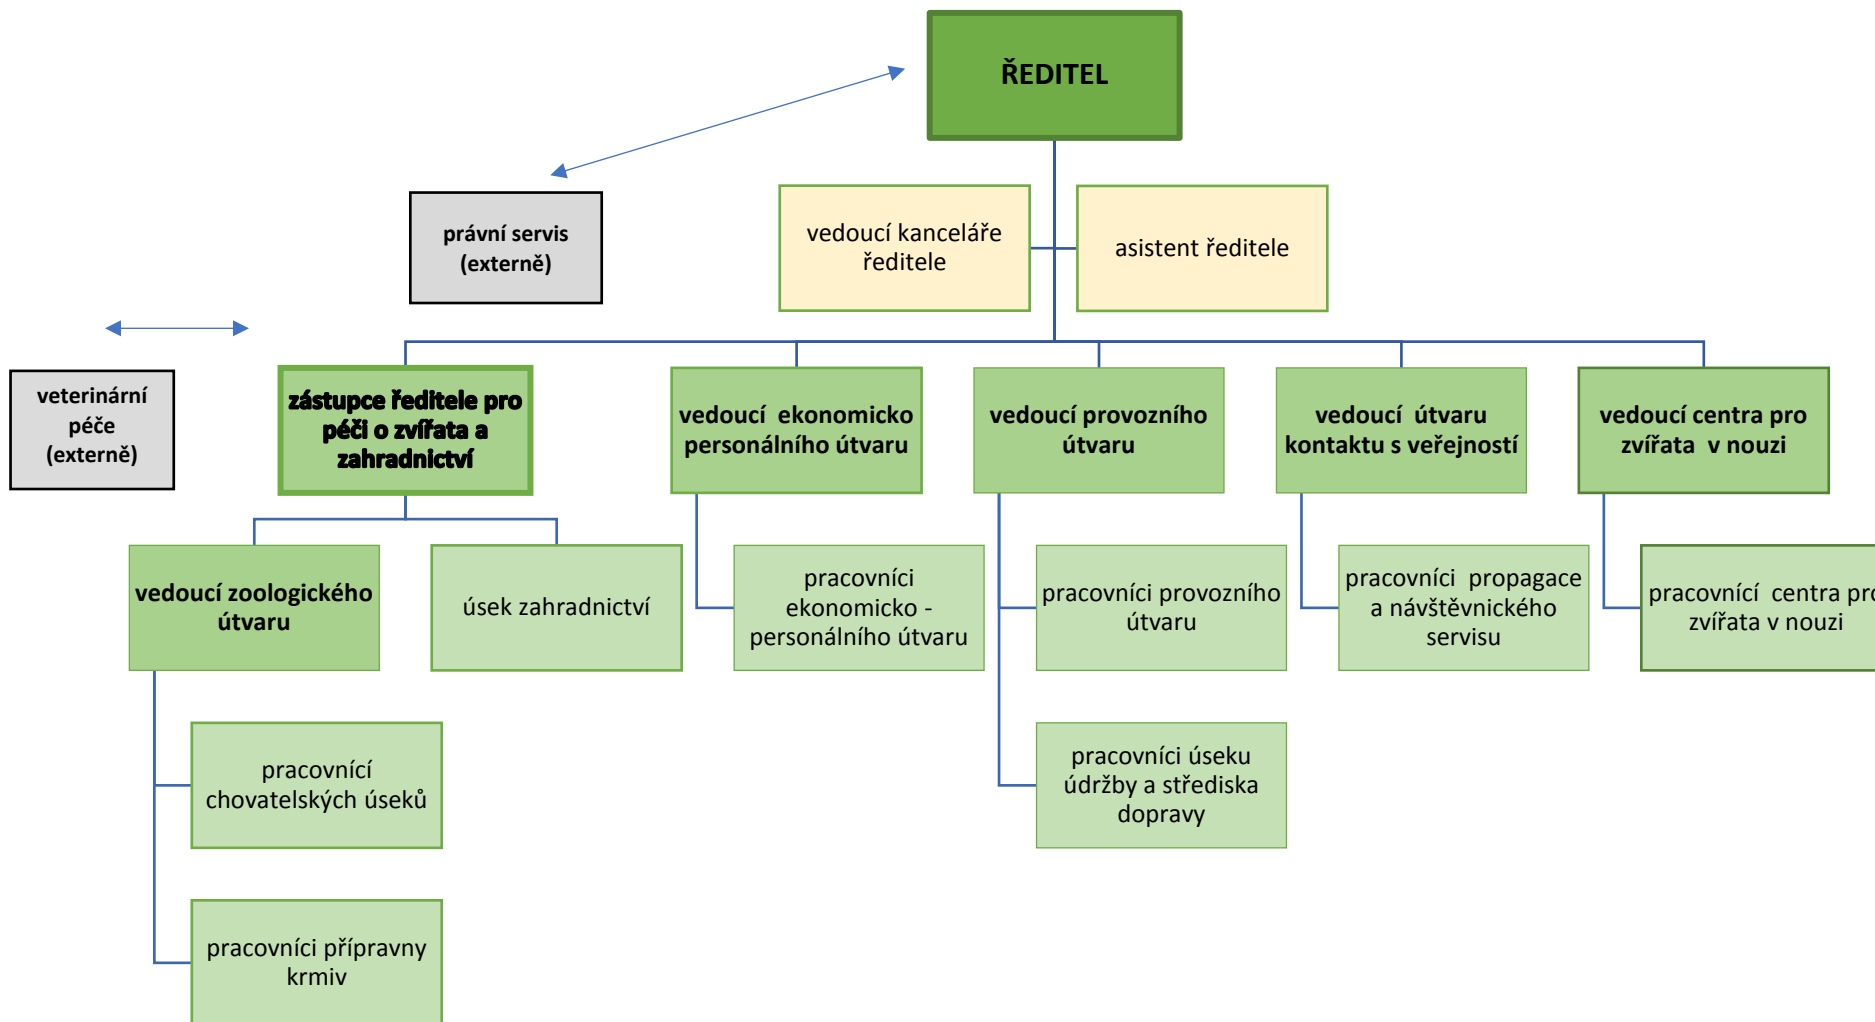 ŘEDITEL
právní servis
(externě)
vedoucí kanceláře
ředitele
asistent ředitele
veterinární
péče
(externě)
zástupce ředitele pro
péči o zvířata a
zahradnictví
vedoucí  ekonomicko
personálního útvaru
vedoucí provozního
útvaru
vedoucí  útvaru
kontaktu s veřejností
vedoucí centra pro
zvířata  v nouzi
vedoucí zoologického
útvaru
úsek zahradnictví
pracovníci
ekonomicko -
personálního útvaru
pracovníci provozního
útvaru
pracovníci  propagace
a návštěvnického
servisu
pracovnící  centra pro
zvířata v nouzi
pracovnící
chovatelských úseků
pracovníci úseku
údržby a střediska
dopravy
pracovníci přípravny
krmiv